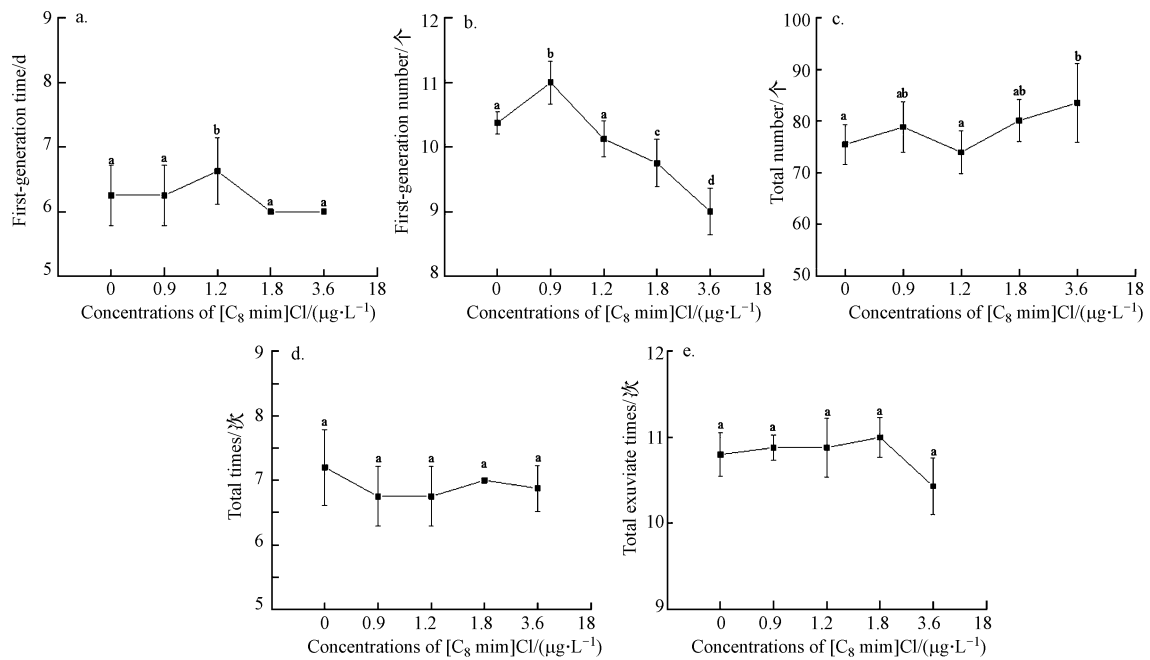 a.
9
8
7
6
5
First-generation time/d
a
a
b
a
a
0 0.9 1.2 1.8 3.6 18
Concentrations of [C₈ mim]Cl/(μg·L⁻¹)
b.
12
11
10
9
8
First-generation number/个
a
b
a
c
d
0 0.9 1.2 1.8 3.6 18
Concentrations of [C₈ mim]Cl/(μg·L⁻¹)
c.
100
90
80
70
60
50
Total number/个
a
ab
a
ab
b
0 0.9 1.2 1.8 3.6 18
Concentrations of [C₈ mim]Cl/(μg·L⁻¹)
d.
9
8
7
6
5
Total times/次
a
a
a
a
a
0 0.9 1.2 1.8 3.6 18
Concentrations of [C₈ mim]Cl/(μg·L⁻¹)
e.
12
11
10
9
Total exuviate times/次
a
a
a
a
a
0 0.9 1.2 1.8 3.6 18
Concentrations of [C₈ mim]Cl/(μg·L⁻¹)